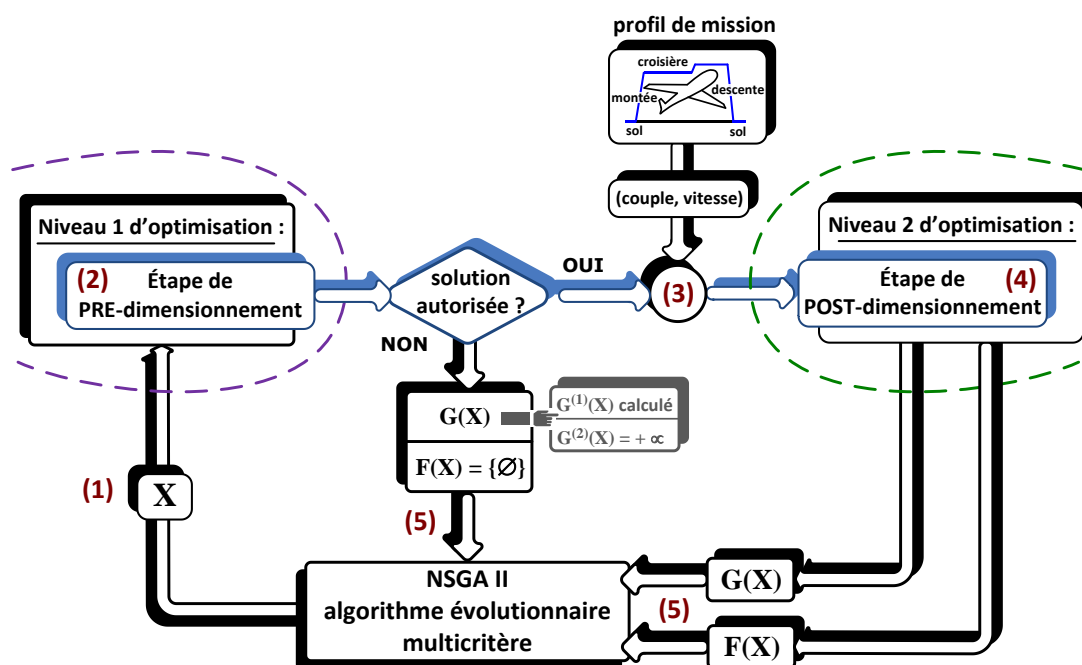 profil de mission
croisière
montée
descente
sol
sol
(couple, vitesse)
Niveau 1 d’optimisation :
(2) Étape de
PRE-dimensionnement
solution
autorisée ?
OUI
NON
(3)
Niveau 2 d’optimisation :
Étape de (4)
POST-dimensionnement
G(X)
F(X) = {∅}
G⁽¹⁾(X) calculé
G⁽²⁾(X) = + ∝
(1)
X
(5)
NSGA II
algorithme évolutionnaire
multicritère
(5)
G(X)
F(X)